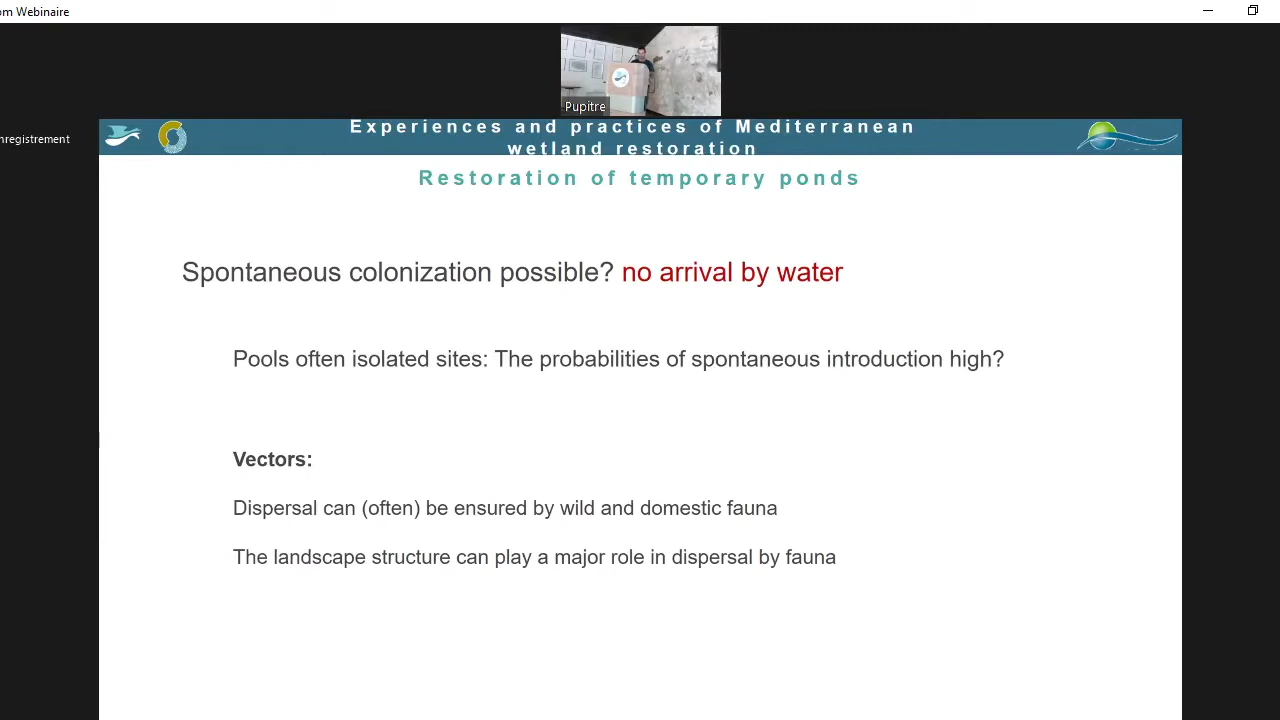 om Webinaire
Pupitre
nregistrement
Experiences and practices of Mediterranean
wetland restoration
Restoration of temporary ponds
Spontaneous colonization possible? no arrival by water
Pools often isolated sites: The probabilities of spontaneous introduction high?
Vectors:
Dispersal can (often) be ensured by wild and domestic fauna
The landscape structure can play a major role in dispersal by fauna